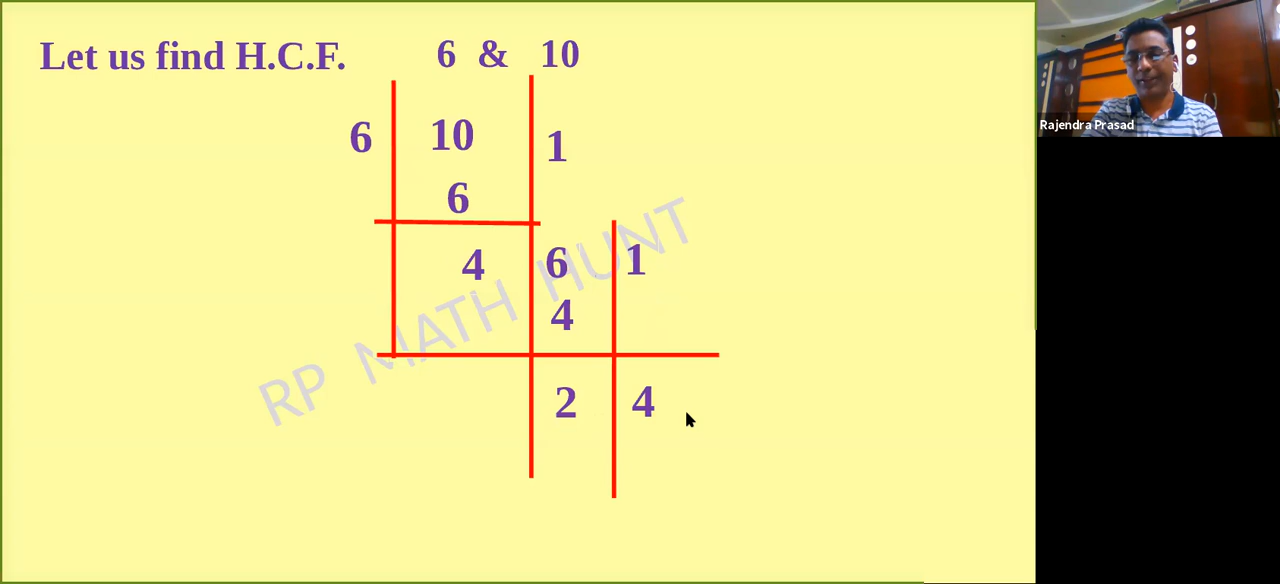 Let us find H.C.F. 6 & 10
6 10 1
6
4 6 1
4
2 4
RP MATH HUNT
Rajendra Prasad